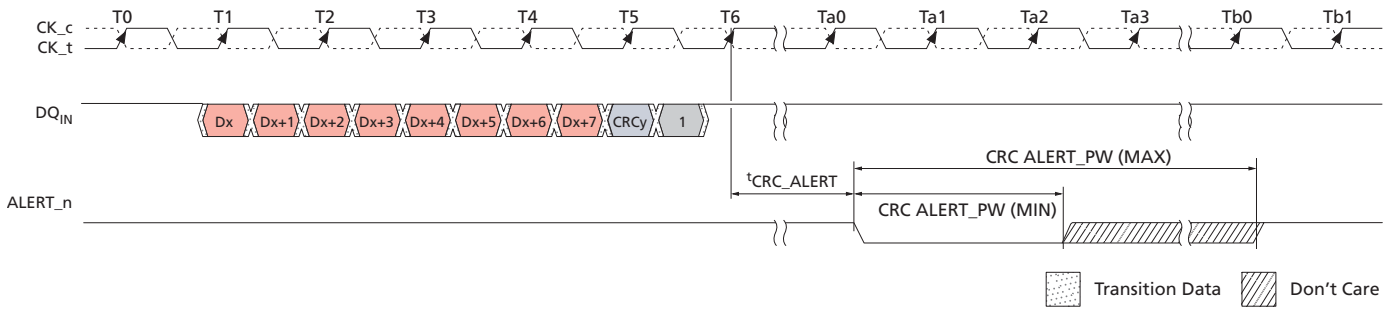 T0 T1 T2 T3 T4 T5 T6 Ta0 Ta1 Ta2 Ta3 Tb0 Tb1
CK_c
CK_t
DQIN
Dx Dx+1 Dx+2 Dx+3 Dx+4 Dx+5 Dx+6 Dx+7 CRCy 1
CRC ALERT_PW (MAX)
tCRC_ALERT
ALERT_n
CRC ALERT_PW (MIN)
Transition Data Don't Care